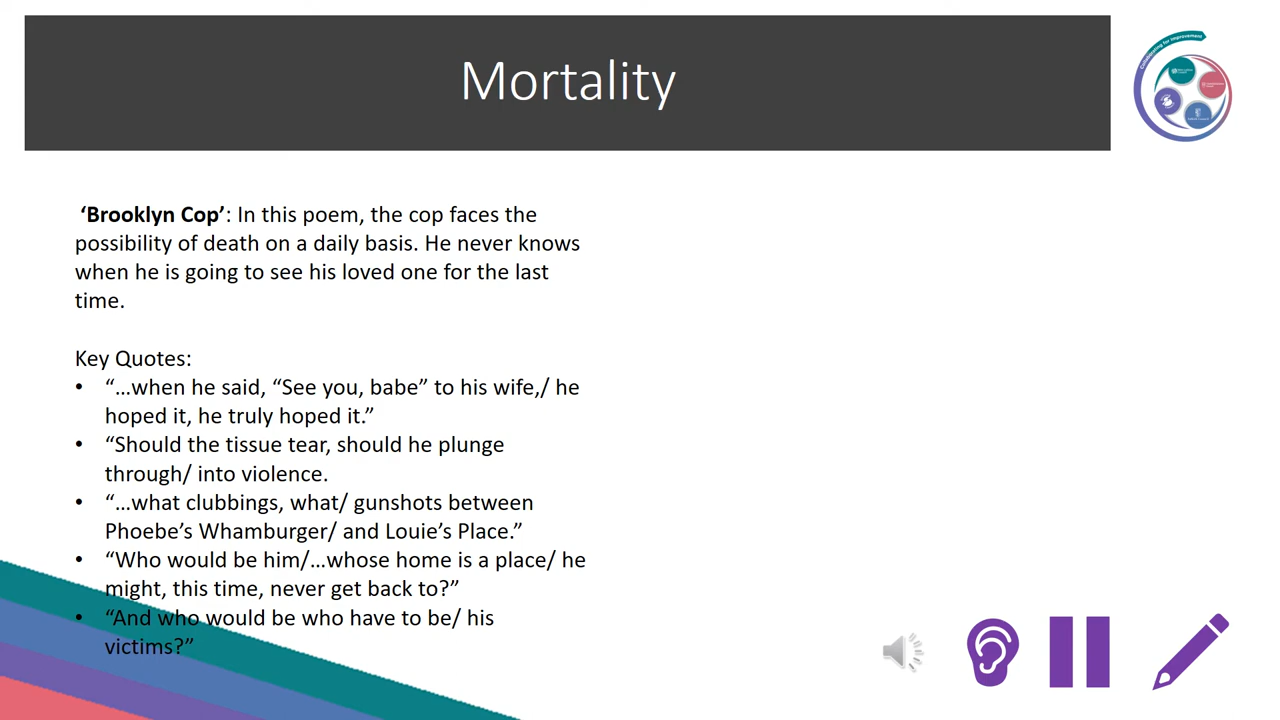 Mortality
Collaborating for Improvement
‘Brooklyn Cop’: In this poem, the cop faces the
possibility of death on a daily basis. He never knows
when he is going to see his loved one for the last
time.
Key Quotes:
• “…when he said, “See you, babe” to his wife,/ he
hoped it, he truly hoped it.”
• “Should the tissue tear, should he plunge
through/ into violence.
• “…what clubbings, what/ gunshots between
Phoebe’s Whamburger/ and Louie’s Place.”
• “Who would be him/…whose home is a place/ he
might, this time, never get back to?”
• “And who would be who have to be/ his
victims?”